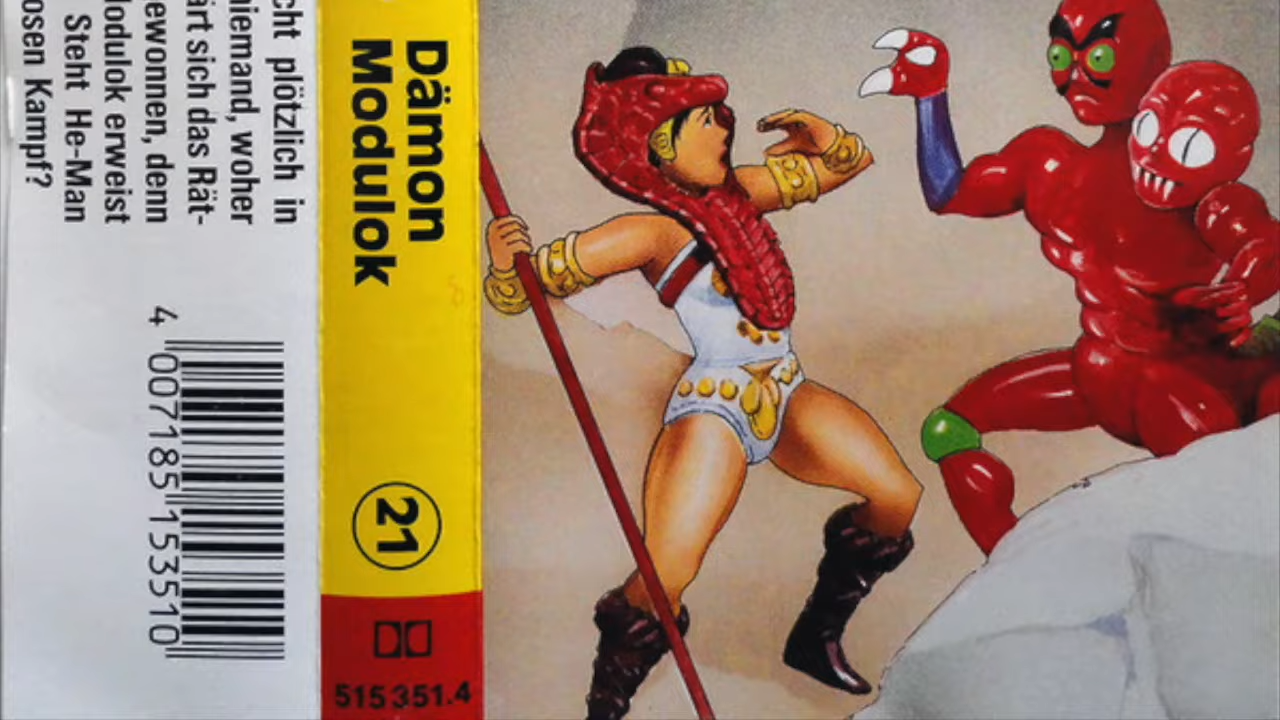 cht plötzlich in
niemand, woher
ärt sich das Rät-
ewonnen, denn
odulok erweist
Steht He-Man
osen Kampf?
4 007185 153510
Dämon
Modulok
21
515 351.4